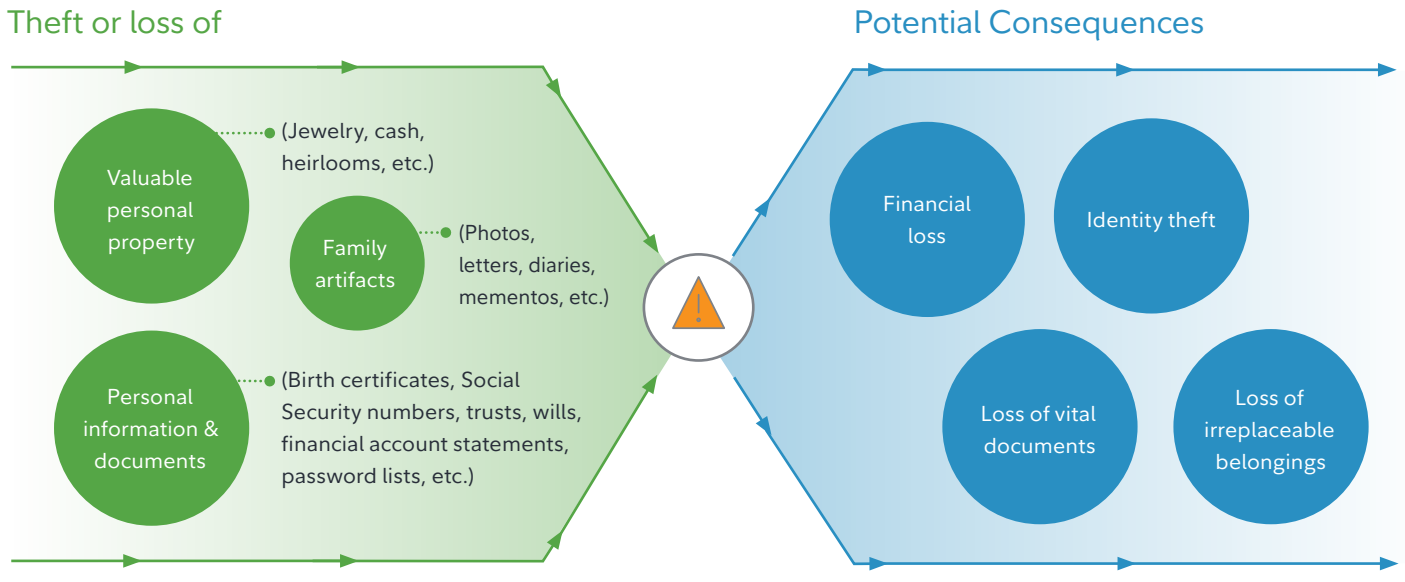 Theft or loss of
Valuable
personal
property
(Jewelry, cash,
heirlooms, etc.)
Family
artifacts
(Photos,
letters, diaries,
mementos, etc.)
Personal
information &
documents
(Birth certificates, Social
Security numbers, trusts, wills,
financial account statements,
password lists, etc.)
!
Potential Consequences
Financial
loss
Identity theft
Loss of vital
documents
Loss of
irreplaceable
belongings